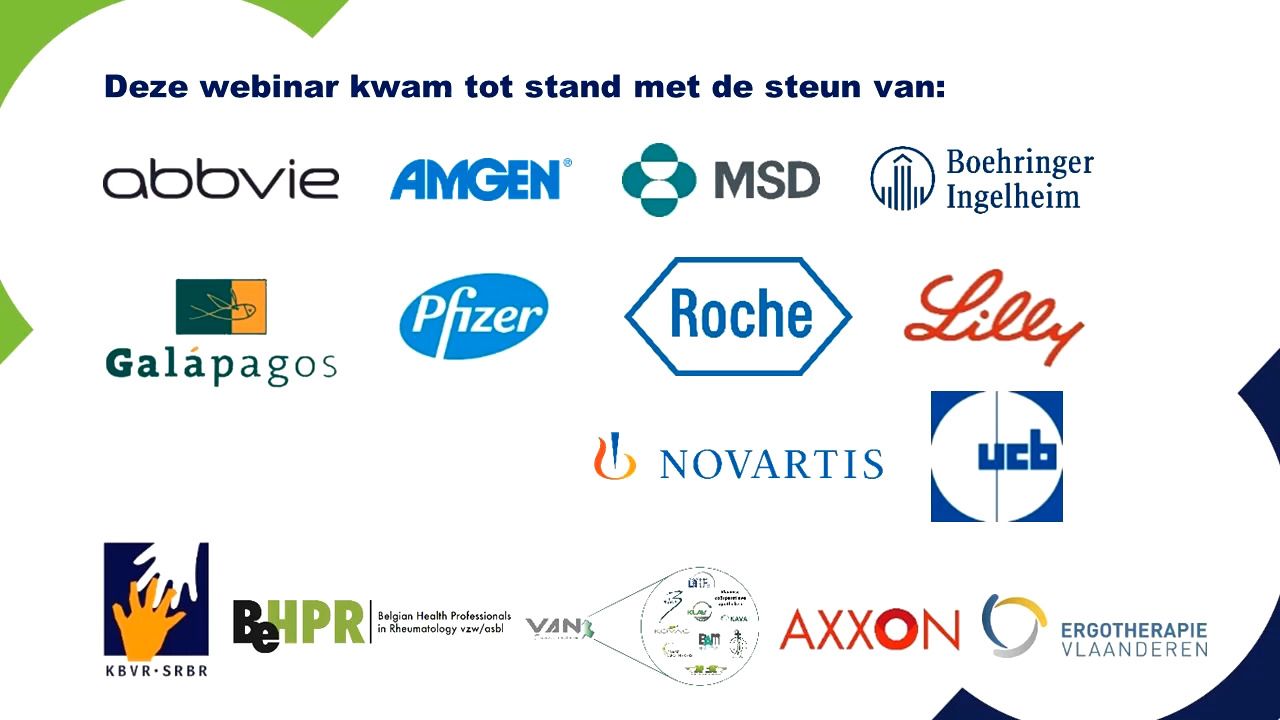 Deze webinar kwam tot stand met de steun van:
abbvie
AMGEN®
MSD
Boehringer
Ingelheim
Galápagos
Pfizer
Roche
Lilly
NOVARTIS
ucb
KBVR·SRBR
BeHPR
Belgian Health Professionals
in Rheumatology vzw/asbl
VAN
KLAV
KAVA
AXXON
ERGOTHERAPIE
VLAANDEREN